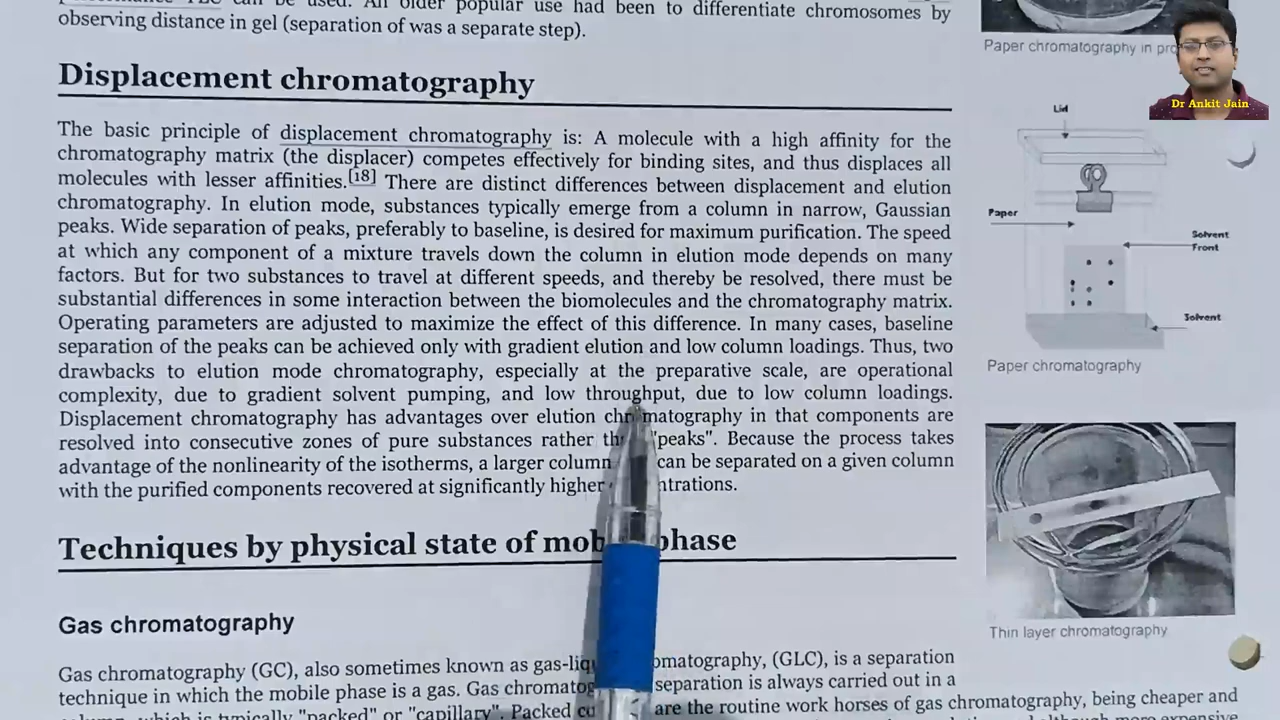 can be used. An older popular use had been to differentiate chromosomes by
observing distance in gel (separation of was a separate step).
Paper chromatography in pro
Dr Ankit Jain
Displacement chromatography
The basic principle of displacement chromatography is: A molecule with a high affinity for the
chromatography matrix (the displacer) competes effectively for binding sites, and thus displaces all
molecules with lesser affinities.[18] There are distinct differences between displacement and elution
chromatography. In elution mode, substances typically emerge from a column in narrow, Gaussian
peaks. Wide separation of peaks, preferably to baseline, is desired for maximum purification. The speed
at which any component of a mixture travels down the column in elution mode depends on many
factors. But for two substances to travel at different speeds, and thereby be resolved, there must be
substantial differences in some interaction between the biomolecules and the chromatography matrix.
Operating parameters are adjusted to maximize the effect of this difference. In many cases, baseline
separation of the peaks can be achieved only with gradient elution and low column loadings. Thus, two
drawbacks to elution mode chromatography, especially at the preparative scale, are operational
complexity, due to gradient solvent pumping, and low throughput, due to low column loadings.
Displacement chromatography has advantages over elution chromatography in that components are
resolved into consecutive zones of pure substances rather "peaks". Because the process takes
advantage of the nonlinearity of the isotherms, a larger column can be separated on a given column
with the purified components recovered at significantly higher
Lid
Paper
Solvent
Front
Solvent
Paper chromatography
Thin layer chromatography
Techniques by physical state of phase
Gas chromatography
Gas chromatography (GC), also sometimes known as (GLC), is a separation
technique in which the mobile phase is a gas. Gas separation is always carried out in a
column, which is typically "packed" or "capillary". Packed are the routine work horses of gas chromatography, being cheaper and